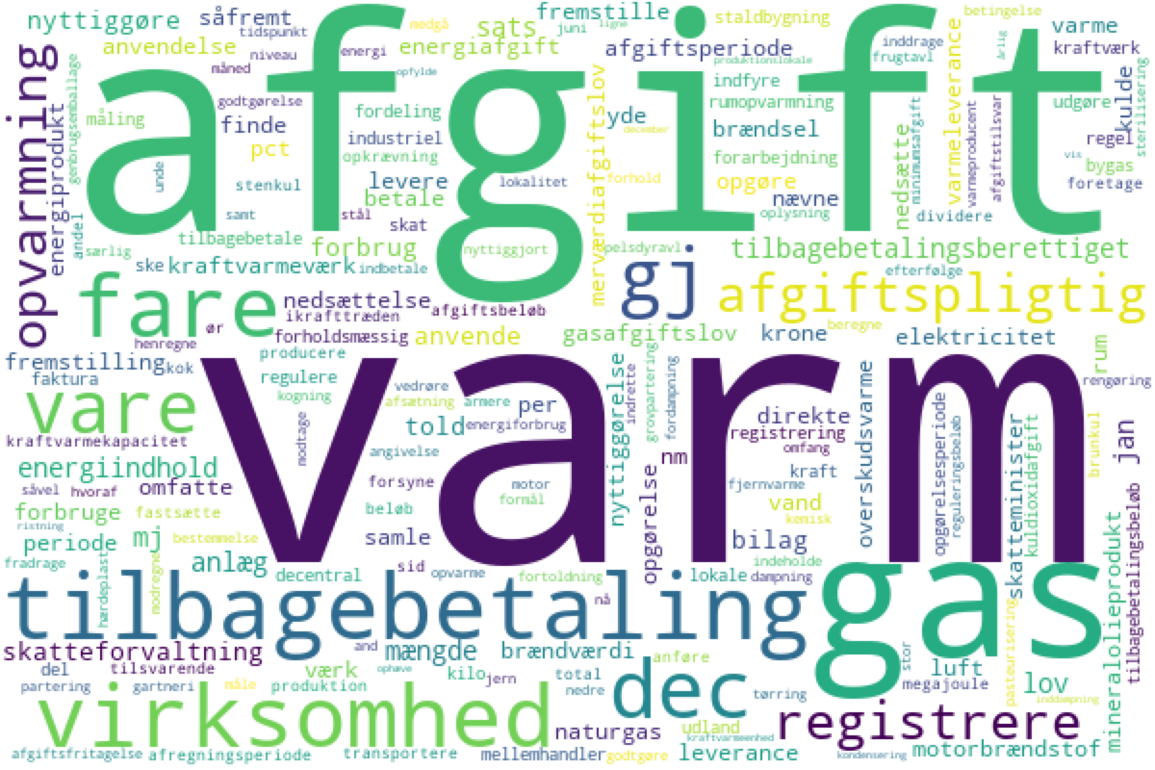 nyttiggøre
såfremt
tidspunkt
medgå
juni
ligne
fremstille
staldbygning
betingelse
varme
anvendelse
niveau
energi
energiafgift
sats
afgiftsperiode
inddrage
årlig
kraftværk
måned
opfylde
produktionslokale
frugtavl
afgift
opvarmning
energiprodukt
genbrugsemballage
måling
godtgørelse
finde
pct
fordeling
industriel
opkrævning
merværdiafgiftslov
yde
december
indfyre
rumopvarmning
brændsel
forarbejdning
nedsætte
minimumsafgift
varmeleverance
varmeproducent
afgiftstilsvar
udgøre
kulde
regel
sterilisering
vis
bygas
foretage
unde
stenkul
levere
betale
lokalitet
forhold
opgøre
nævne
andel
samt
stål
skat
oplysning
dividere
særlig
tilbagebetale
forbrug
nyttiggjort
pelsdyravl
tilbagebetalingsberettiget
ske
kraftvarmeværk
indbetale
gj
efterfølge
fare
nedsættelse
afgiftsbeløb
afgiftspligtig
ikrafttræden
ør
henregne
forholdsmæssig
anvende
gasafgiftslov
krone
beregne
elektricitet
rum
fremstilling
kok
producere
faktura
regulere
varm
rengøring
vare
kogning
vedrøre
afsætning
armere
per
nyttiggørelse
indrette
grovpartering
fordampning
direkte
overskudsvarme
kraftvarmekapacitet
modtage
told
energiforbrug
registrering
omfang
opgørelsesperiode
reguleringsbeløb
skatteminister
kuldioxidafgift
brunkul
jan
energiindhold
angivelse
nm
kraft
såvel
hvoraf
omfatte
forsyne
motor
formål
opgørelse
fjernvarme
forbruge
fastsætte
beløb
vand
kemisk
ristning
periode
mj
bestemmelse
samle
bilag
fradrage
hærdeplast
modregne
anlæg
decentral
sid
opvarme
fortoldning
nå
lokale
dampning
indeholde
gas
mineralolieprodukt
tilbagebetalingsbeløb
tilbagebetaling
pasteurisering
skatteforvaltning
and
mængde
brændværdi
anføre
stor
luft
del
tilsvarende
værk
ophæve
kilo
jern
total
nedre
dec
tørring
megajoule
lov
partering
gartneri
måle
produktion
inddampning
virksomhed
naturgas
udland
kraftvarmeenhed
registrere
afgiftsfritagelse
afregningsperiode
transportere
mellemhandler
godtgøre
leverance
kondensering
motorbrændstof